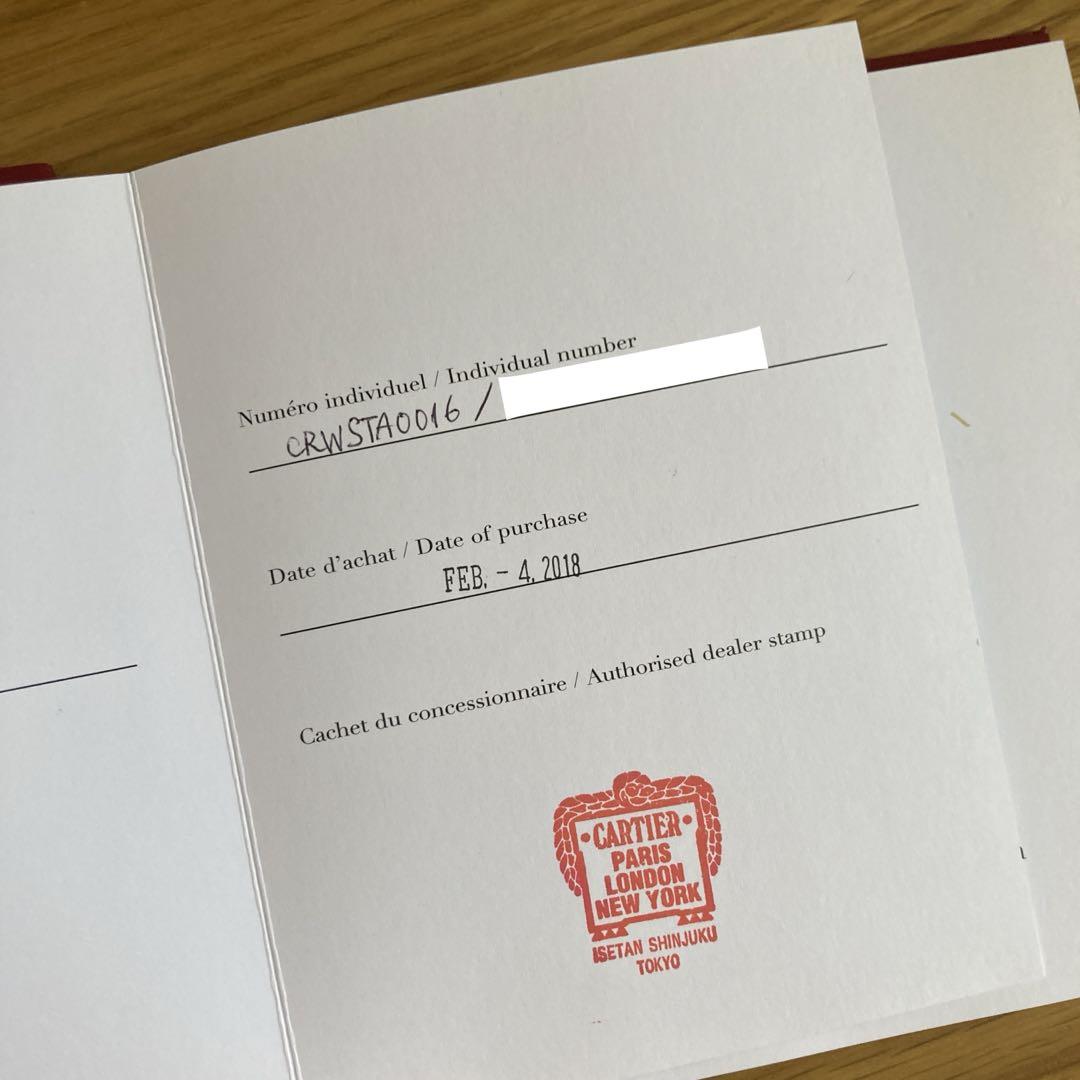 Numéro individuel / Individual number
CRWSTA0016 /
Date d'achat / Date of purchase
FEB. - 4. 2018
Cachet du concessionnaire / Authorised dealer stamp
CARTIER
PARIS
LONDON
NEW YORK
ISETAN SHINJUKU
TOKYO